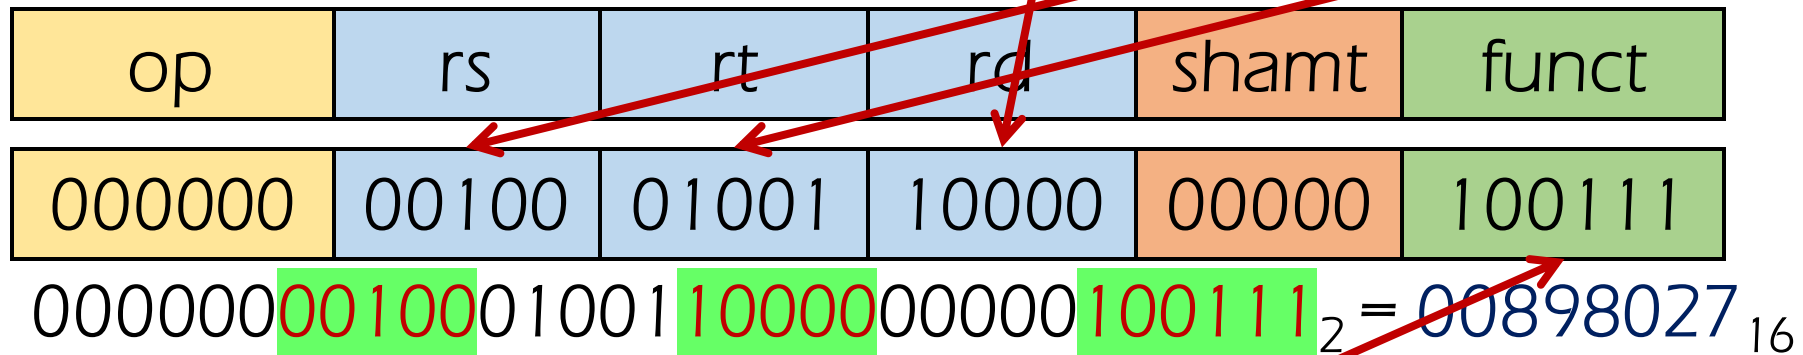 op rs rt rd shamt funct
000000 00100 01001 10000 00000 100111
00000000100010011000000000100111₂ = 00898027₁₆